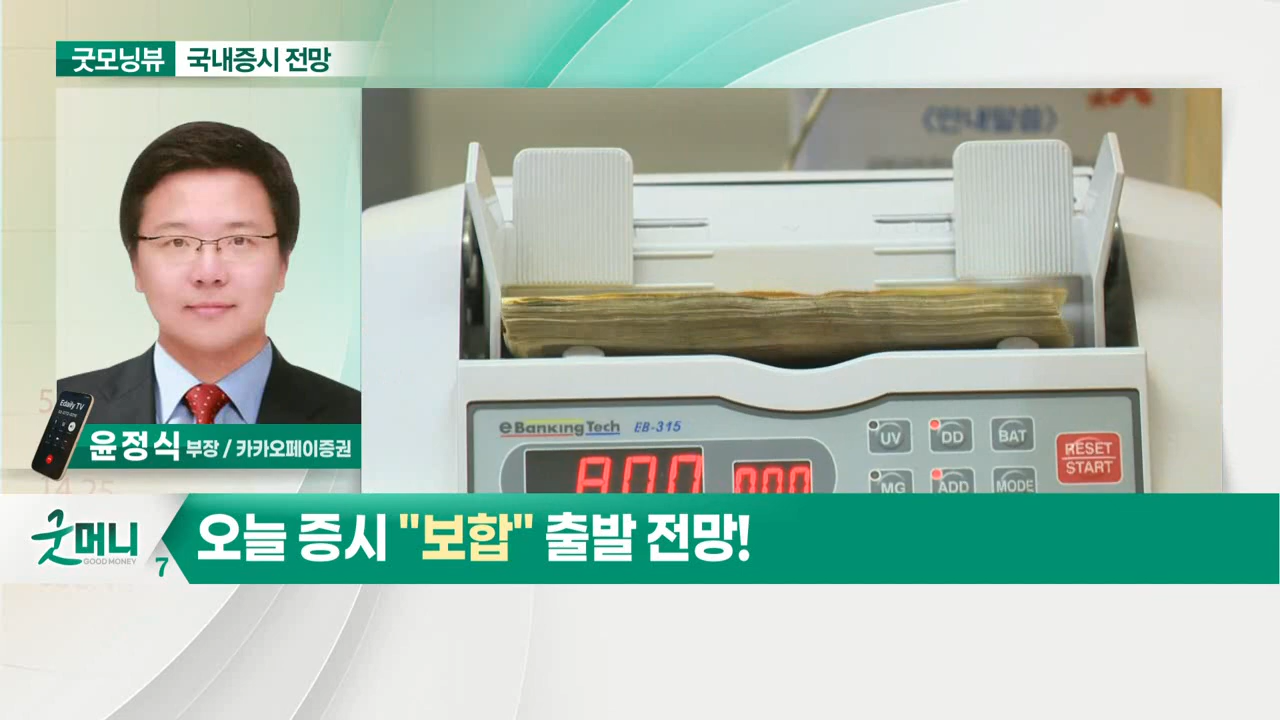 굿모닝뷰 국내증시 전망
<안내말씀>
Edaily TV
윤정식 부장 / 카카오페이증권
eBankingTech EB-315
UV DD BAT
RESET
START
MG ADD MODE
800 000
굿머니
GOOD MONEY
7
오늘 증시 "보합" 출발 전망!